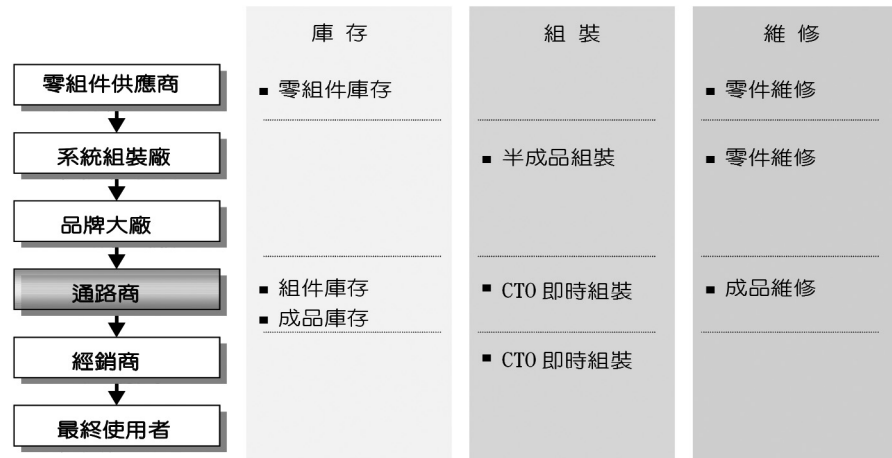 庫存 組裝 維修
零組件供應商 ▪ 零組件庫存 ▪ 零件維修
系統組裝廠 ▪ 半成品組裝 ▪ 零件維修
品牌大廠
通路商 ▪ 組件庫存 ▪ CTO 即時組裝 ▪ 成品維修
▪ 成品庫存
經銷商 ▪ CTO 即時組裝
最終使用者